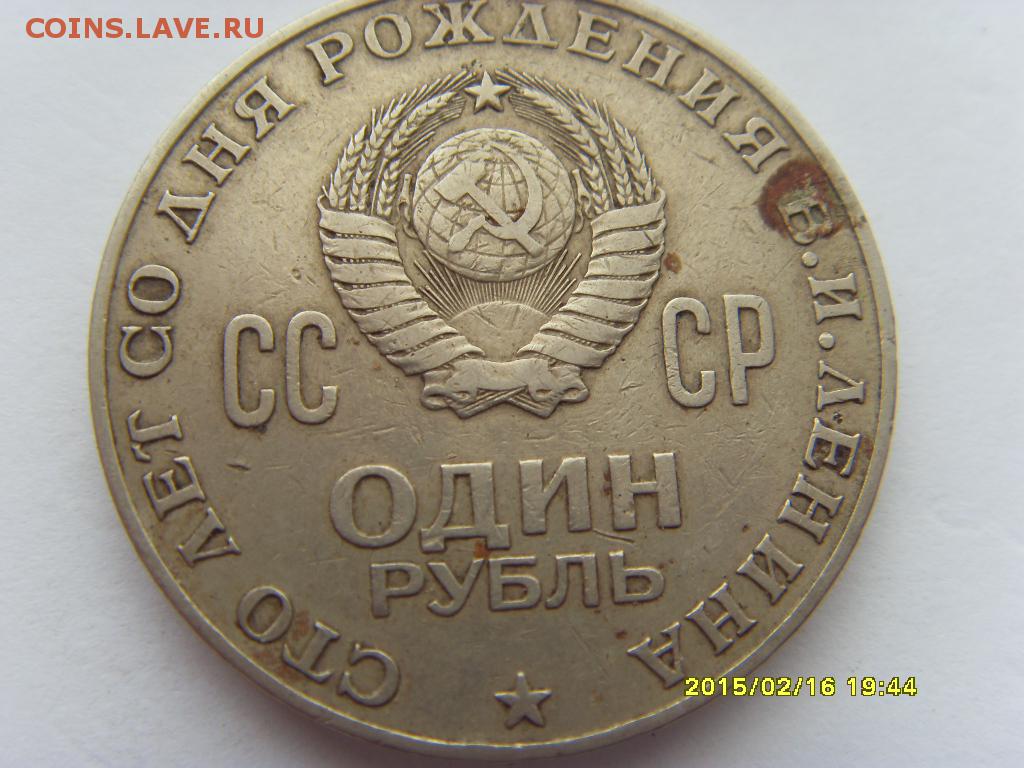 COINS.LAVE.RU
СТО ЛЕТ СО ДНЯ РОЖДЕНИЯ В.И.ЛЕНИНА
СС СР
ОДИН
РУБЛЬ
2015/02/16 19:44